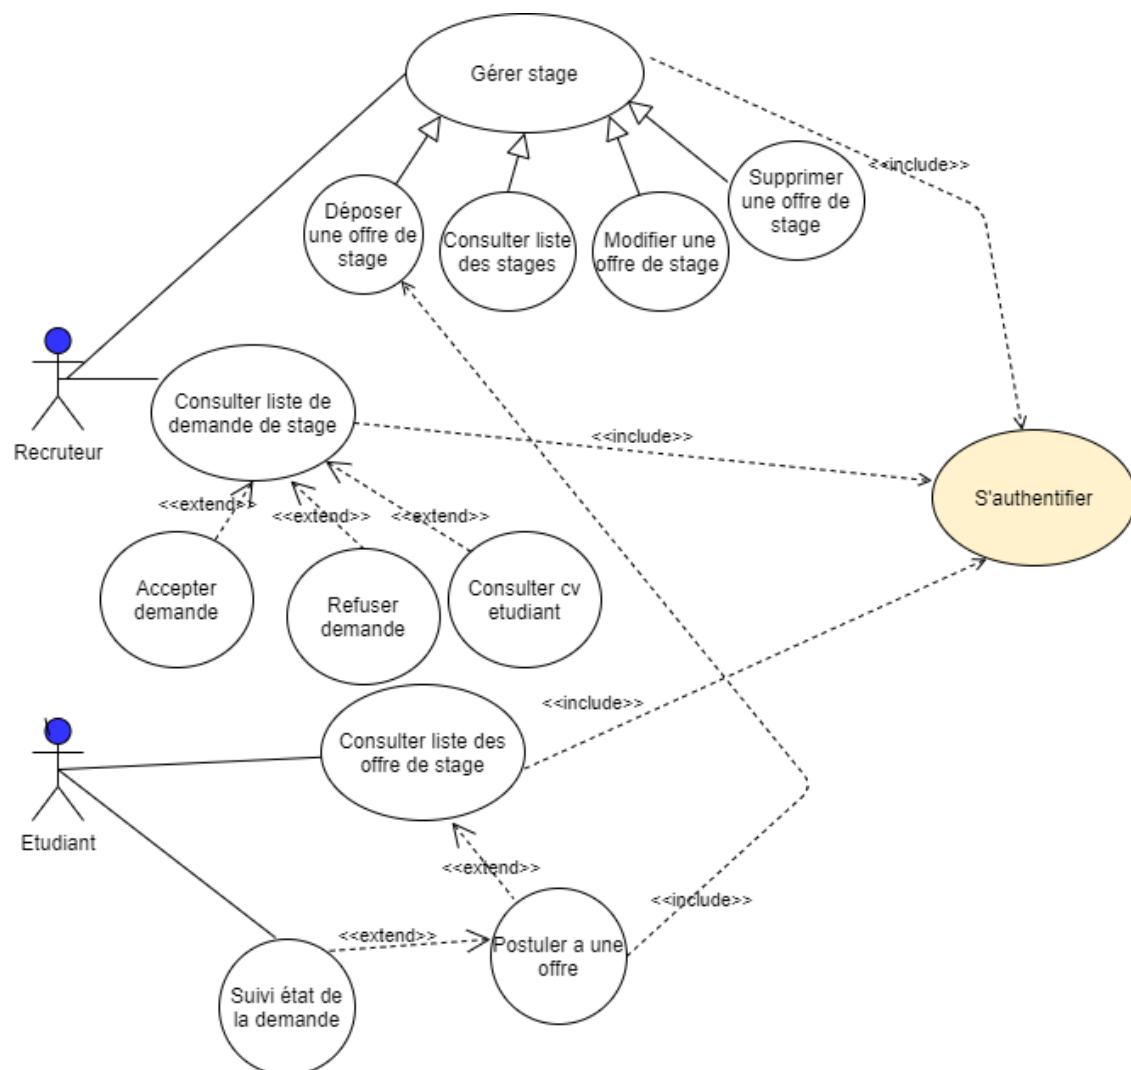 Gérer stage
<<include>>
Supprimer
une offre de
stage
Déposer
une offre de
stage
Consulter liste
des stages
Modifier une
offre de stage
Recruteur
Consulter liste de
demande de stage
<<include>>
S'authentifier
<<extend>>
<<extend>>
<<extend>>
Accepter
demande
Refuser
demande
Consulter cv
etudiant
<<include>>
Consulter liste des
offre de stage
Etudiant
<<extend>>
<<include>>
<<extend>>
Postuler a une
offre
Suivi état de
la demande